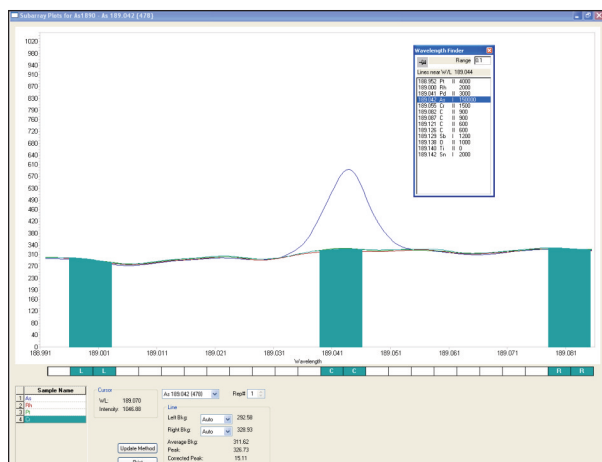 Subarray Plots for As1890 - As 189.042 {478}
1020
980
940
910
870
830
800
760
720
680
640
610
570
530
490
460
420
380
340
300
270
230
190
160
120
80
40
0
188.991
189.001
189.011
189.021
189.031
189.041
189.051
189.061
189.071
189.081
Wavelength
L L C C R R
Wavelength Finder
Range 0.1
Lines near WVL 189.044
188.952 Pt II 4000
189.000 Rh 2000
189.041 Pd II 3000
189.042 As I
189.055 Cr II 1500
189.082 C II 900
189.087 C II 900
189.121 C II 600
189.126 C II 600
189.129 Sb I 1200
189.138 O II 1000
189.140 Ti II 0
189.142 Sn I 2000
Sample Name
1 As
2 Rh
3 Pt
4
Cursor
WL: 189.070
Intensity: 1046.88
Update Method
Print
As 189.042 {478}
Rep# 1
Line
Left Bkg: Auto 292.58
Right Bkg: Auto 328.93
Average Bkg: 311.62
Peak: 326.73
Corrected Peak: 15.11